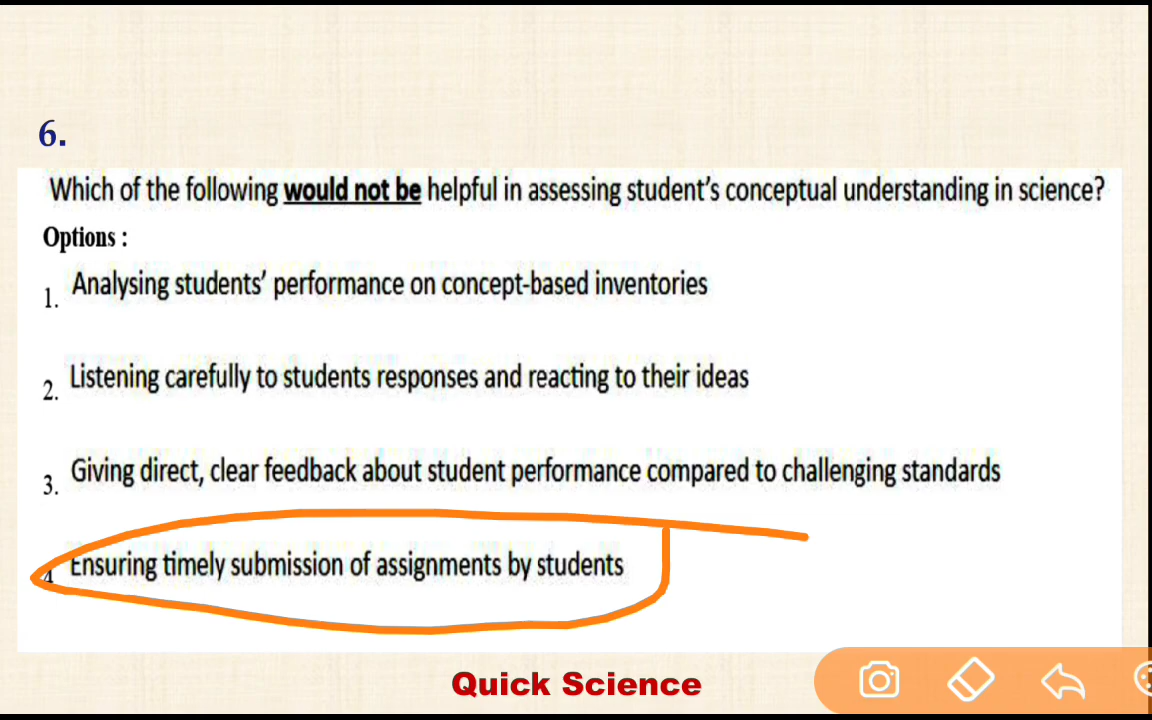 6.
Which of the following would not be helpful in assessing student's conceptual understanding in science?
Options :
1. Analysing students' performance on concept-based inventories
2. Listening carefully to students responses and reacting to their ideas
3. Giving direct, clear feedback about student performance compared to challenging standards
4. Ensuring timely submission of assignments by students
Quick Science